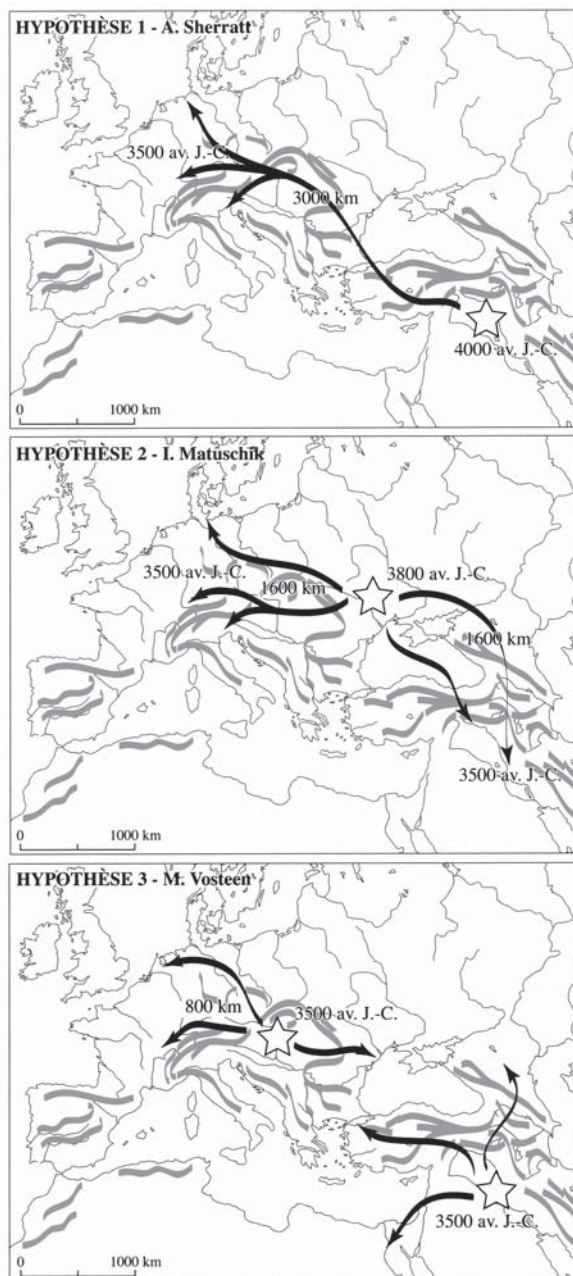 HYPOTHÈSE 1 - A. Sherratt
3500 av. J.-C.
3000 km
4000 av. J.-C.
0 1000 km
HYPOTHÈSE 2 - I. Matuschik
3500 av. J.-C.
1600 km
3800 av. J.-C.
1600 km
3500 av. J.-C.
0 1000 km
HYPOTHÈSE 3 - M. Vosteen
800 km
3500 av. J.-C.
3500 av. J.-C.
0 1000 km